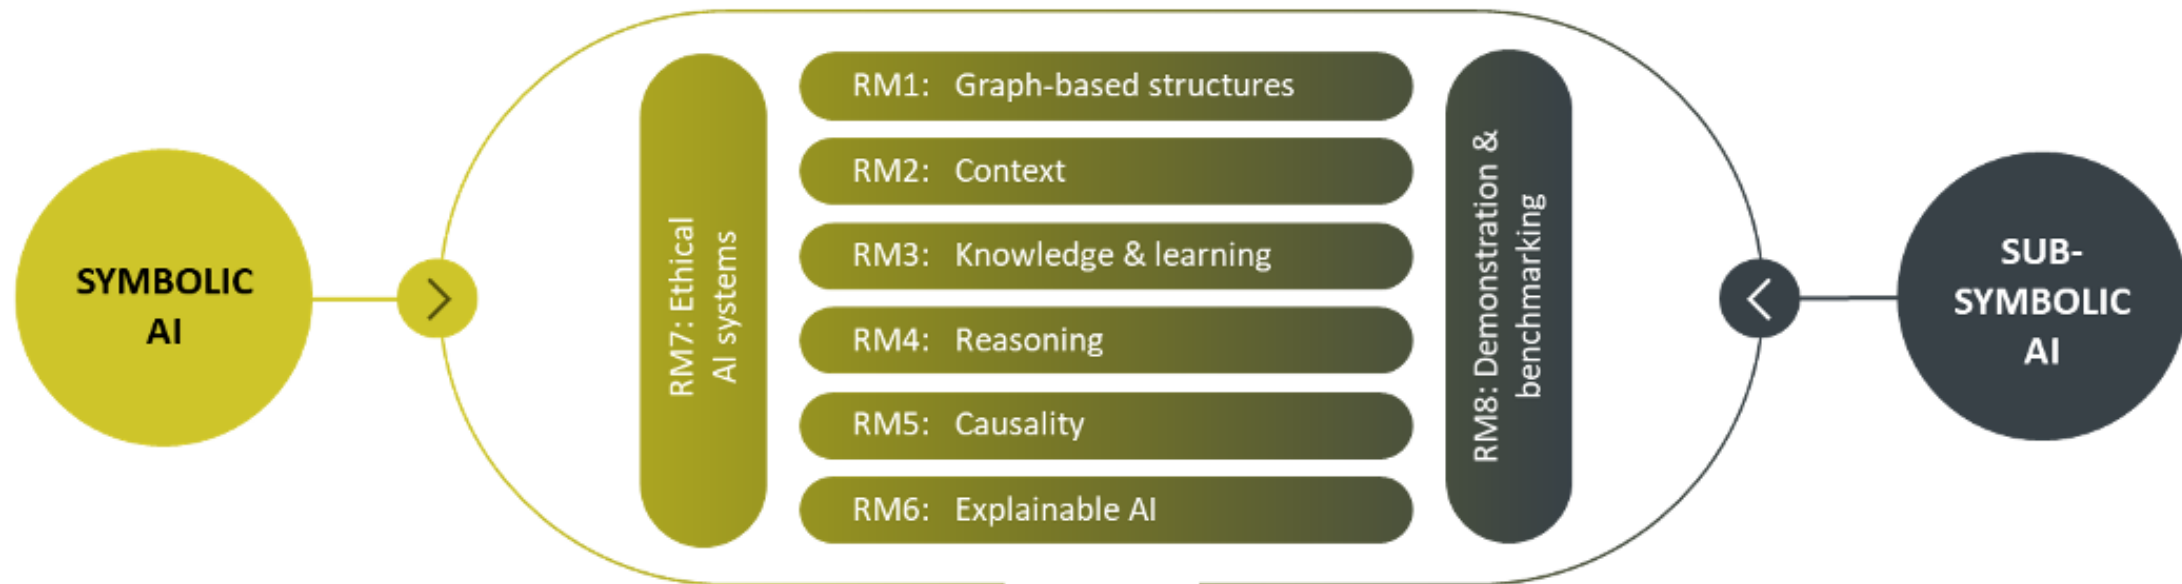 SYMBOLIC
AI
RM7: Ethical
AI systems
RM1: Graph-based structures
RM2: Context
RM3: Knowledge & learning
RM4: Reasoning
RM5: Causality
RM6: Explainable AI
RM8: Demonstration &
benchmarking
SUB-
SYMBOLIC
AI